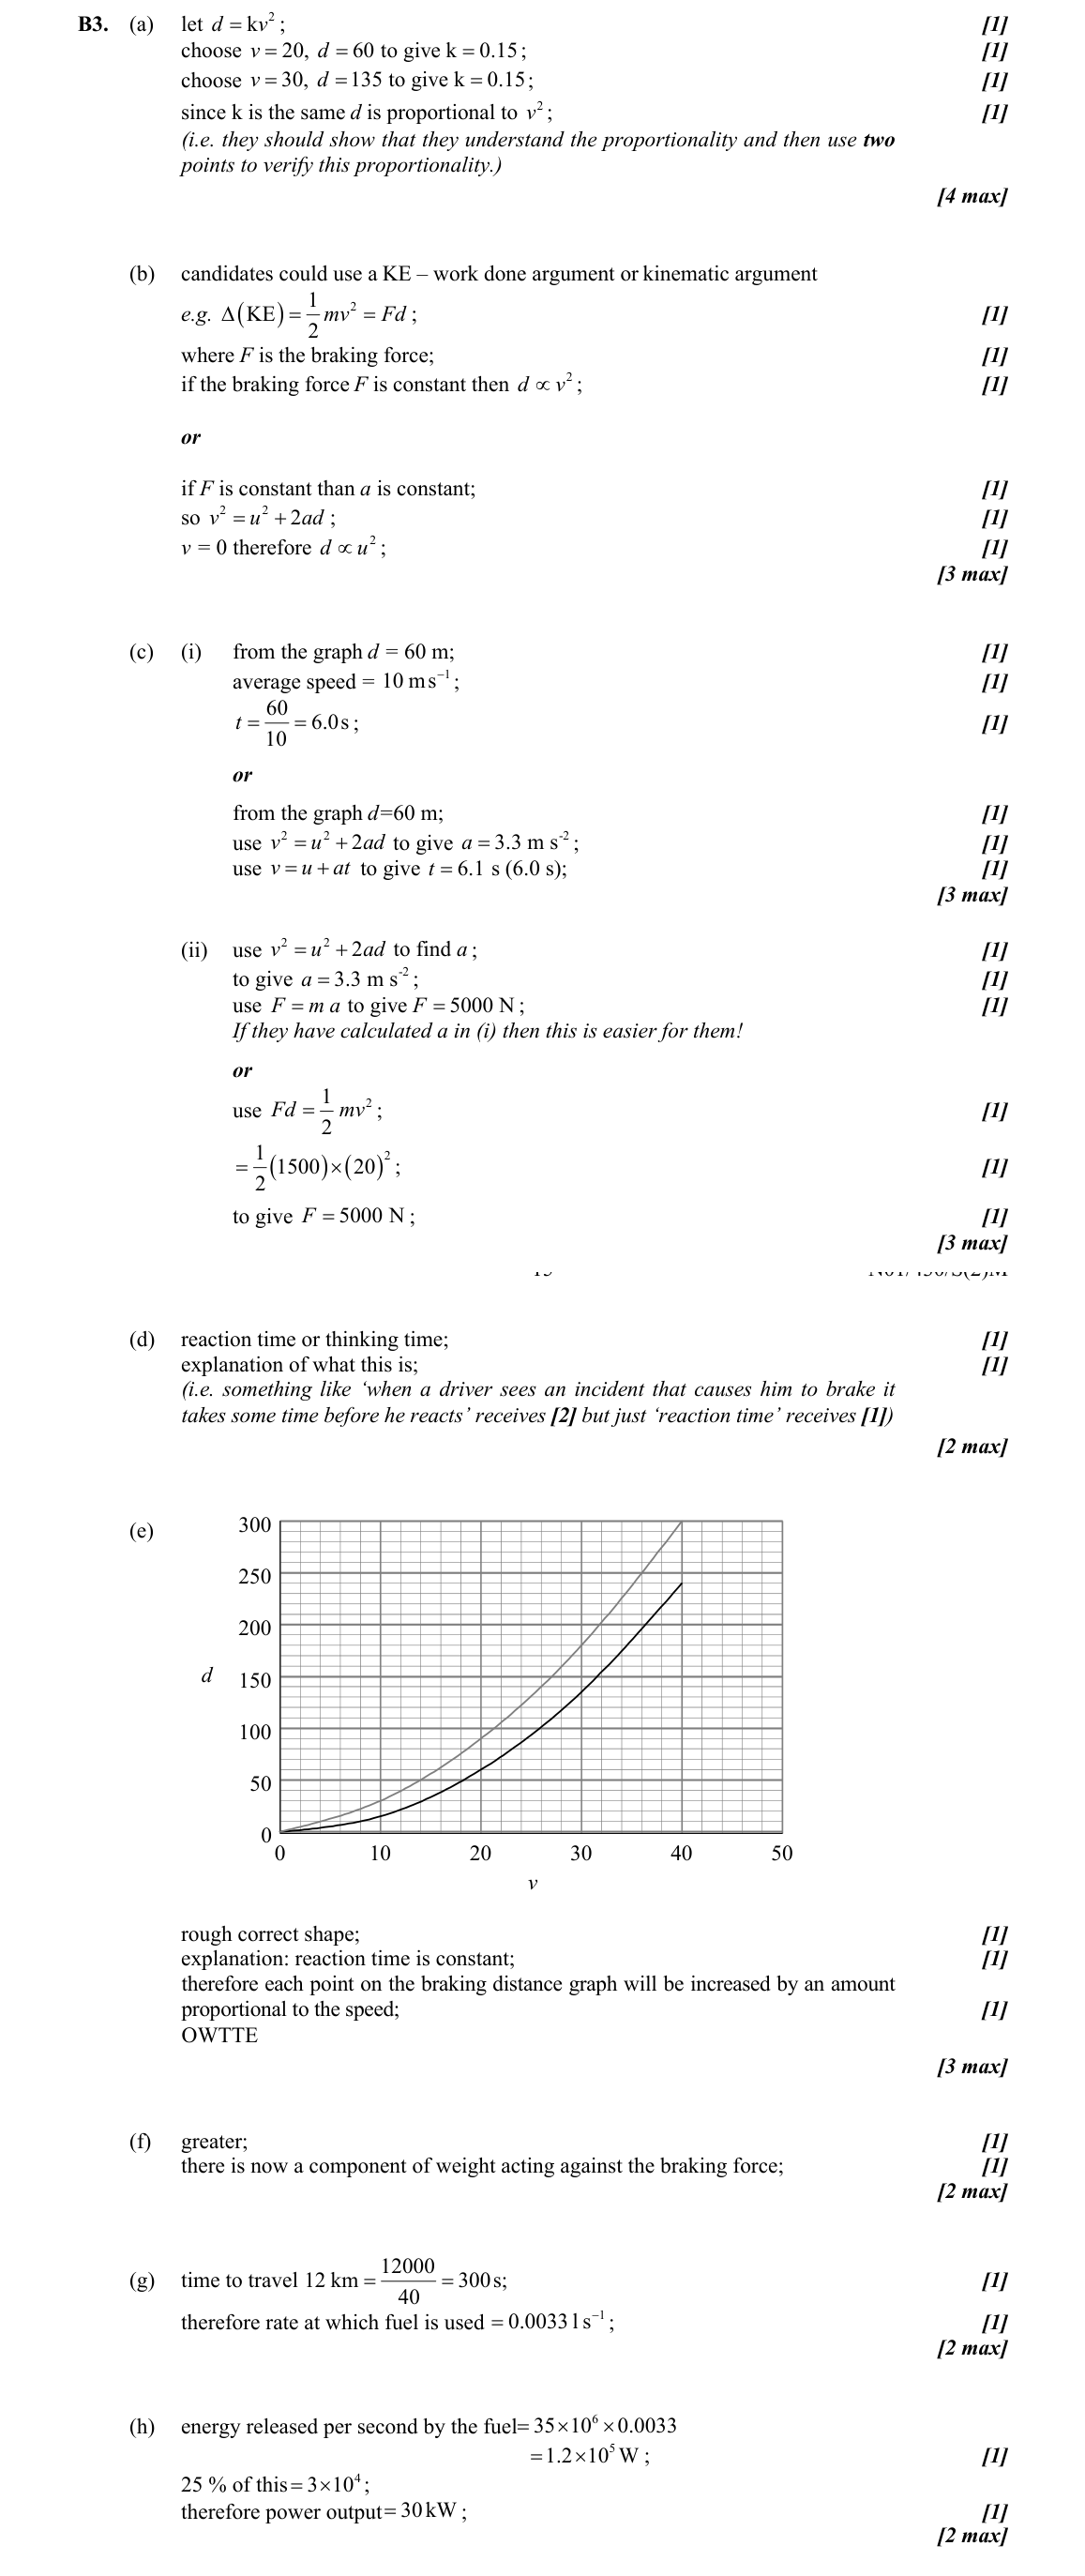 B3. (a) let d = kv² ; [1]
choose v = 20, d = 60 to give k = 0.15 ; [1]
choose v = 30, d = 135 to give k = 0.15 ; [1]
since k is the same d is proportional to v² ; [1]
(i.e. they should show that they understand the proportionality and then use two
points to verify this proportionality.)
[4 max]
(b) candidates could use a KE – work done argument or kinematic argument
e.g. Δ(KE) = 1/2 mv² = Fd ; [1]
where F is the braking force; [1]
if the braking force F is constant then d ∝ v² ; [1]
or
if F is constant than a is constant; [1]
so v² = u² + 2ad ; [1]
v = 0 therefore d ∝ u² ; [1]
[3 max]
(c) (i) from the graph d = 60 m; [1]
average speed = 10 m s⁻¹ ; [1]
t = 60/10 = 6.0 s ; [1]
or
from the graph d=60 m; [1]
use v² = u² + 2ad to give a = 3.3 m s⁻² ; [1]
use v = u + at to give t = 6.1 s (6.0 s); [1]
[3 max]
(ii) use v² = u² + 2ad to find a ; [1]
to give a = 3.3 m s⁻² ; [1]
use F = m a to give F = 5000 N ; [1]
If they have calculated a in (i) then this is easier for them!
or
use Fd = 1/2 mv² ; [1]
= 1/2 (1500)×(20)² ; [1]
to give F = 5000 N ; [1]
[3 max]
(d) reaction time or thinking time; [1]
explanation of what this is; [1]
(i.e. something like ‘when a driver sees an incident that causes him to brake it
takes some time before he reacts’ receives [2] but just ‘reaction time’ receives [1])
[2 max]
(e)
300
250
200
d 150
100
50
0
0 10 20 30 40 50
v
rough correct shape; [1]
explanation: reaction time is constant; [1]
therefore each point on the braking distance graph will be increased by an amount
proportional to the speed; [1]
OWTTE
[3 max]
(f) greater; [1]
there is now a component of weight acting against the braking force; [1]
[2 max]
(g) time to travel 12 km = 12000/40 = 300 s; [1]
therefore rate at which fuel is used = 0.0033 l s⁻¹ ; [1]
[2 max]
(h) energy released per second by the fuel= 35×10⁶ ×0.0033
= 1.2×10⁵ W ; [1]
25 % of this = 3×10⁴ ;
therefore power output= 30 kW ; [1]
[2 max]